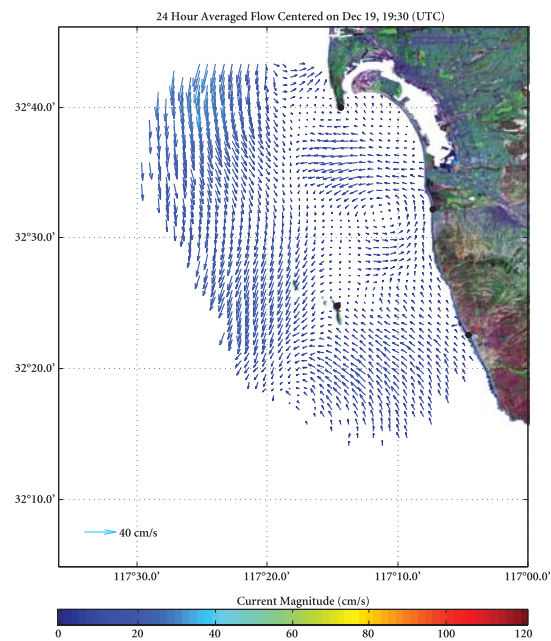 24 Hour Averaged Flow Centered on Dec 19, 19:30 (UTC)
32°40.0'
32°30.0'
32°20.0'
32°10.0'
40 cm/s
117°30.0' 117°20.0' 117°10.0' 117°00.0'
Current Magnitude (cm/s)
0 20 40 60 80 100 120